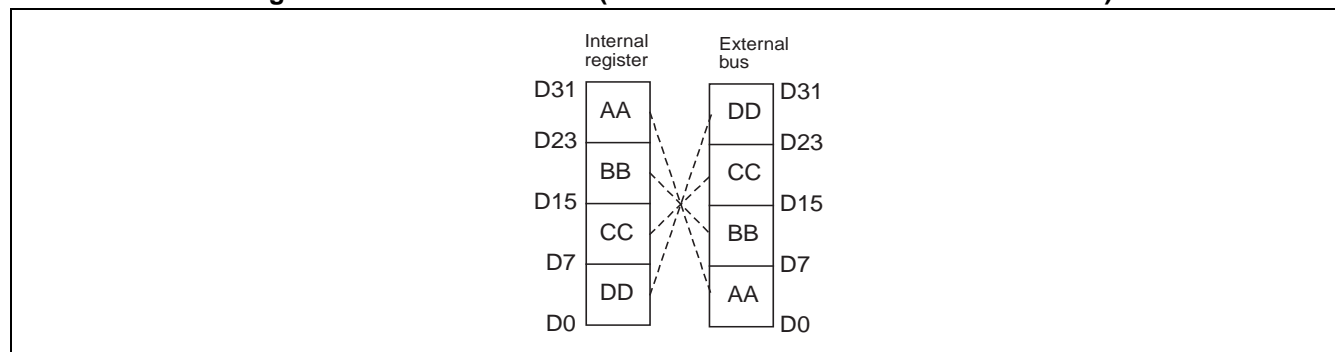 Internal
register
External
bus
D31
AA
DD
D31
D23
D23
BB
CC
D15
D15
CC
BB
D7
D7
DD
AA
D0
D0